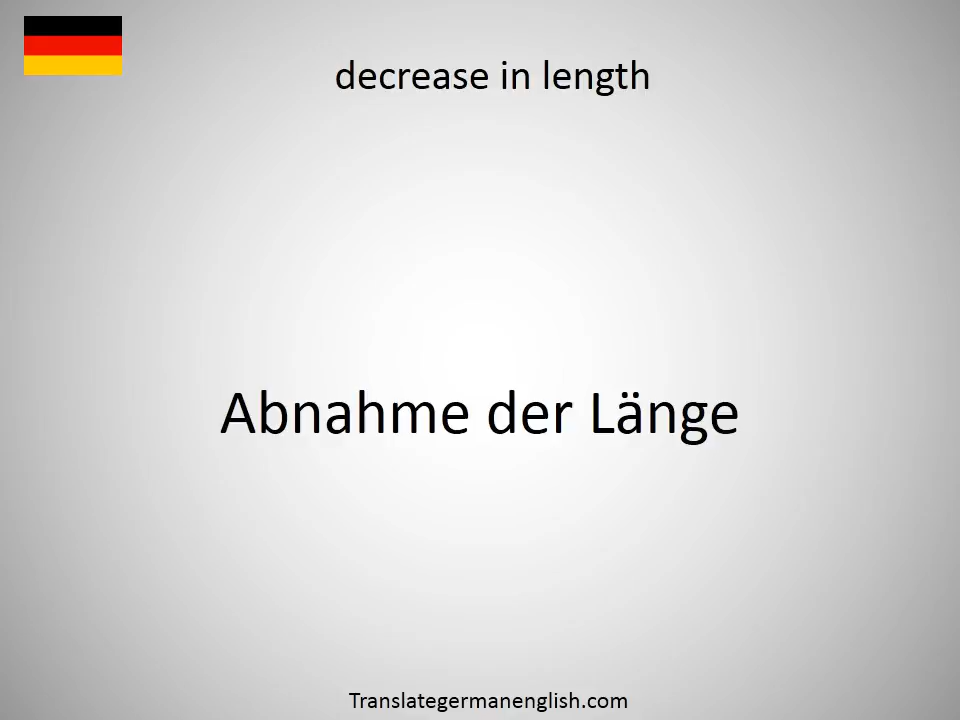 decrease in length
Abnahme der Länge
Translategermanenglish.com